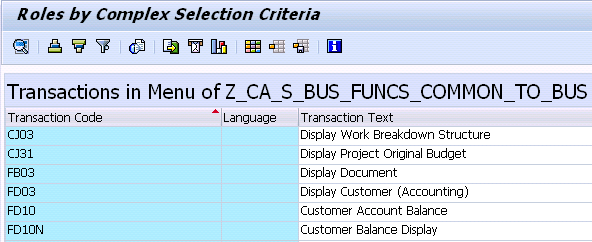 Roles by Complex Selection Criteria
Transactions in Menu of Z_CA_S_BUS_FUNCS_COMMON_TO_BUS
Transaction Code Language Transaction Text
CJ03 Display Work Breakdown Structure
CJ31 Display Project Original Budget
FB03 Display Document
FD03 Display Customer (Accounting)
FD10 Customer Account Balance
FD10N Customer Balance Display